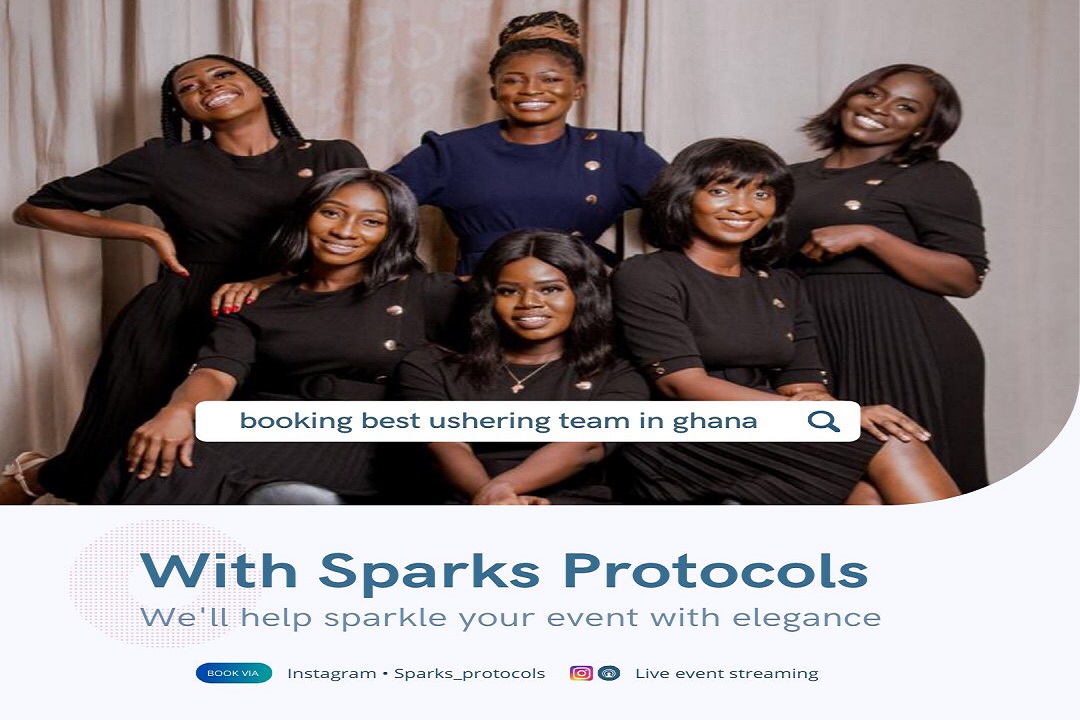 booking best ushering team in ghana
With Sparks Protocols
We'll help sparkle your event with elegance
BOOK VIA Instagram • Sparks_protocols Live event streaming